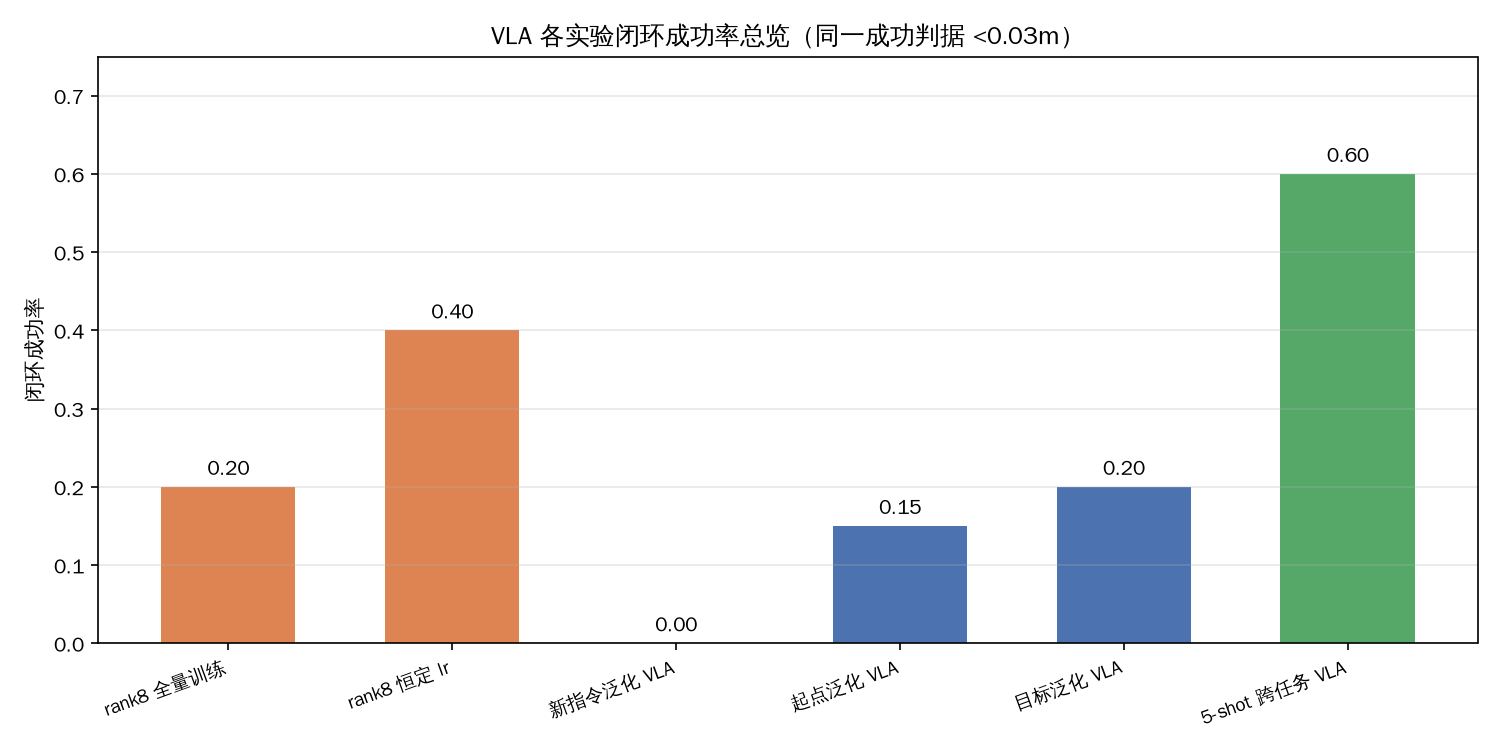 VLA 各实验闭环成功率总览（同一成功判据 <0.03m）
闭环成功率
0.7
0.6
0.5
0.4
0.3
0.2
0.1
0.0
0.20
0.40
0.00
0.15
0.20
0.60
rank8 全量训练
rank8 恒定 lr
新指令泛化 VLA
起点泛化 VLA
目标泛化 VLA
5-shot 跨任务 VLA